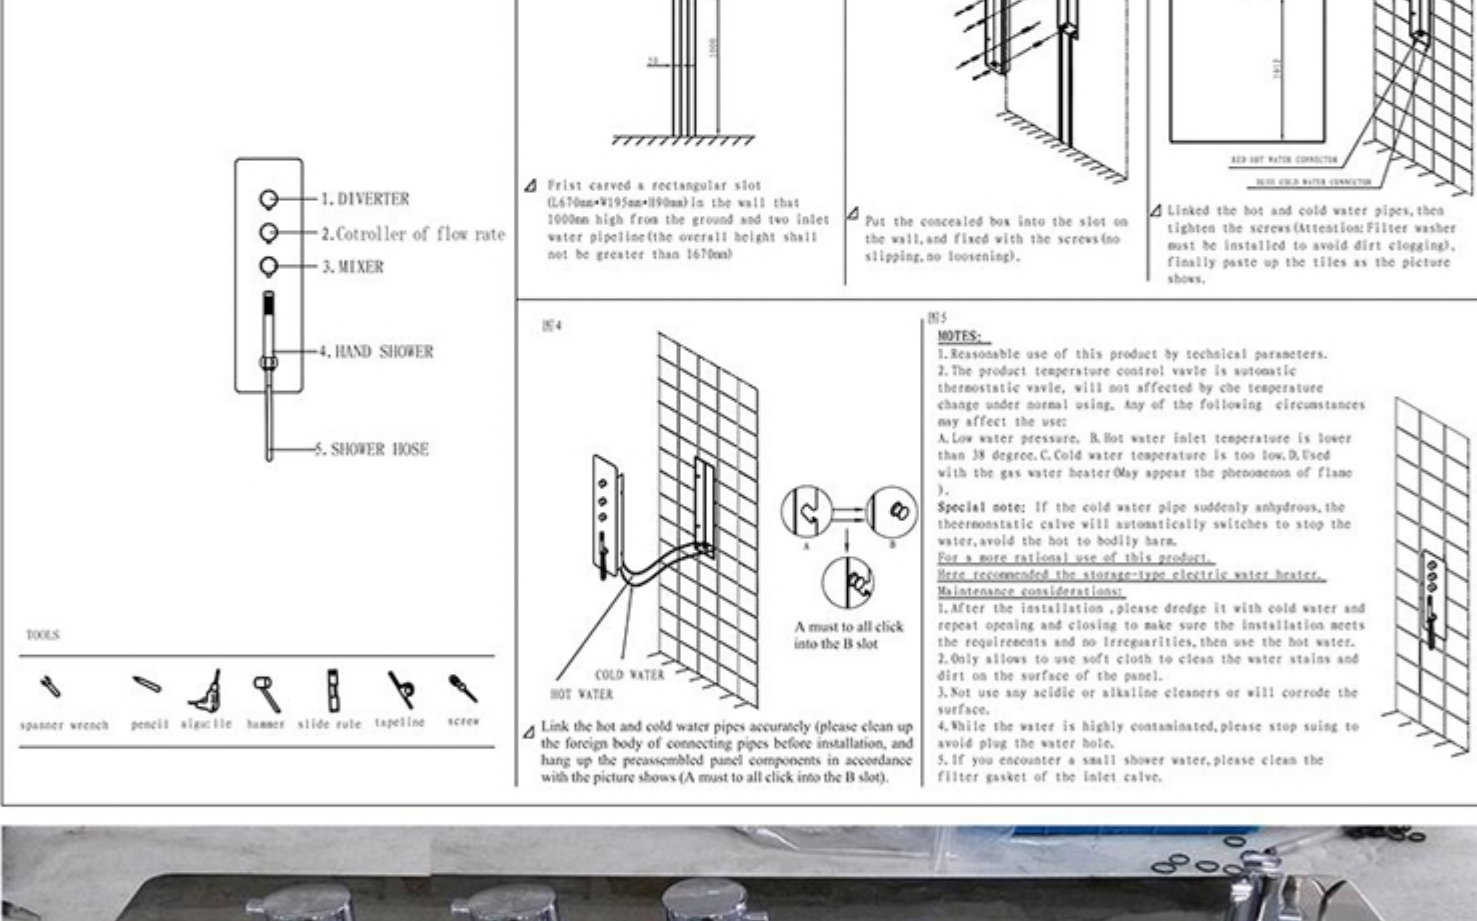 1. DIVERTER
2.Cotroller of flow rate
3. MIXER
4. HAND SHOWER
5. SHOWER HOSE
TOOLS
spanner wrench pencil hammer slide rule tapeline screw
1000
Frist carved a rectangular slot
(L670mm*W195mm*H90mm)in the wall that
1000mm high from the ground and two inlet
water pipeline(the overall height shall
not be greater than 1670mm)
Put the concealed box into the slot on
the wall,and fixed with the screws(no
slipping,no loosening).
RED HOT WATER CONNECTOR
BLUE COLD WATER CONNECTOR
Linked the hot and cold water pipes,then
tighten the screws(Attention:Filter washer
must be installed to avoid dirt clogging),
finally paste up the tiles as the picture
shows.
图4
A B
A must to all click
into the B slot
COLD WATER
HOT WATER
Link the hot and cold water pipes accurately (please clean up
the foreign body of connecting pipes before installation, and
hang up the preassembled panel components in accordance
with the picture shows (A must to all click into the B slot).
图5
NOTES:
1.Reasonable use of this product by technical parameters.
2.The product temperature control vavle is automatic
thermostatic vavle, will not affected by che temperature
change under normal using. Any of the following circumstances
may affect the use:
A.Low water pressure. B.Hot water inlet temperature is lower
than 38 degree.C.Cold water temperature is too low.D.Used
with the gas water heater(May appear the phenomenon of flame
).
Special note: If the cold water pipe suddenly anhydrous,the
theermonstatic calve will automatically switches to stop the
water,avoid the hot to bodily harm.
For a more rational use of this product.
Here recommended the storage-type electric water heater.
Maintenance considerations:
1.After the installation ,please dredge it with cold water and
repeat opening and closing to make sure the installation meets
the requirements and no Irreguarities,then use the hot water.
2.Only allows to use soft cloth to clean the water stains and
dirt on the surface of the panel.
3.Not use any acidic or alkaline cleaners or will corrode the
surface.
4.While the water is highly contaminated,please stop suing to
avoid plug the water hole.
5.If you encounter a small shower water,please clean the
filter gasket of the inlet calve.